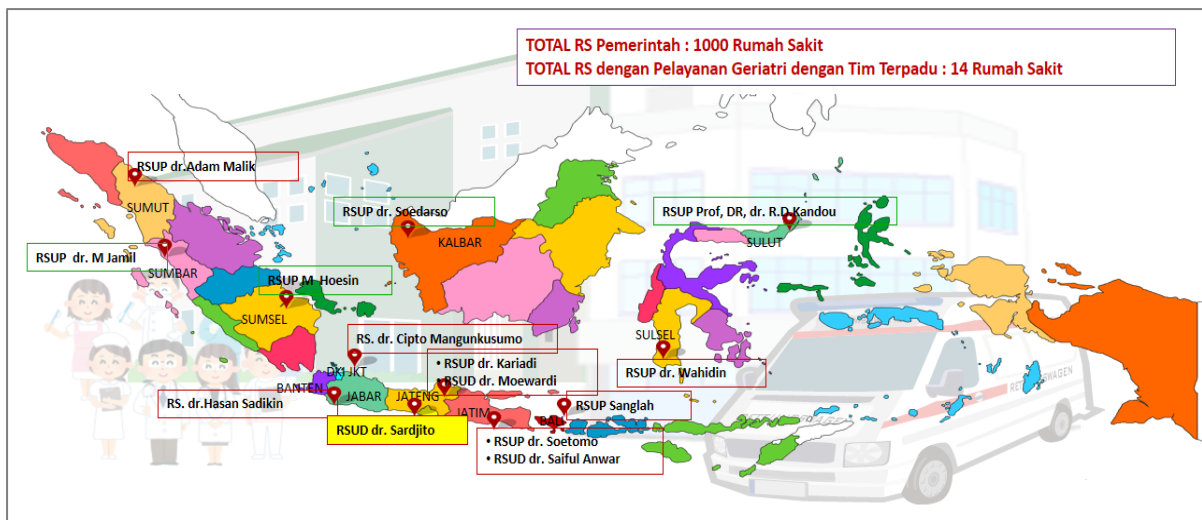 TOTAL RS Pemerintah : 1000 Rumah Sakit
TOTAL RS dengan Pelayanan Geriatri dengan Tim Terpadu : 14 Rumah Sakit
RSUP dr.Adam Malik
SUMUT
RSUP dr. Soedarso
KALBAR
RSUP Prof, DR, dr. R.D Kandou
SULUT
RSUP dr. M Jamil
SUMBAR
RSUP M Hoesin
SUMSEL
RS. dr. Cipto Mangunkusumo
DKI JKT
SULSEL
RSUP dr. Wahidin
• RSUP dr. Kariadi
• RSUD dr. Moewardi
BANTEN
JABAR
JATENG
JATIM
BALI
RS. dr.Hasan Sadikin
RSUP Sanglah
RSUD dr. Sardjito
• RSUP dr. Soetomo
• RSUD dr. Saiful Anwar